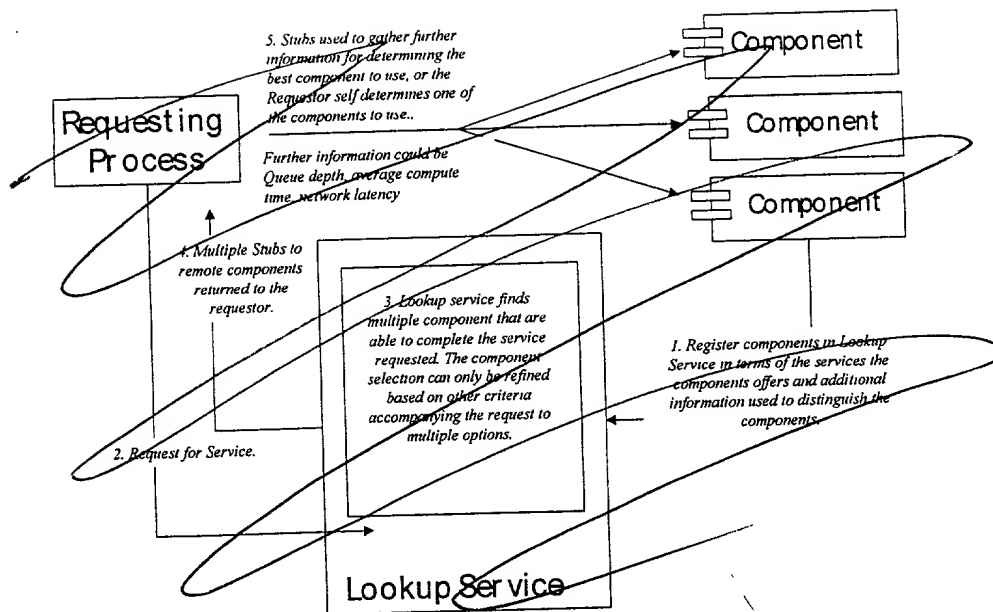 5. Stubs used to gather further
information for determining the
best component to use, or the
Requestor self determines one of
the components to use..
Further information could be
Queue depth, average compute
time, network latency
Component
Component
Component
Requesting
Process
4. Multiple Stubs to
remote components
returned to the
requestor.
3. Lookup service finds
multiple component that are
able to complete the service
requested. The component
selection can only be refined
based on other criteria
accompanying the request to
multiple options.
1. Register components in Lookup
Service in terms of the services the
components offers and additional
information used to distinguish the
components.
2. Request for Service.
Lookup Service